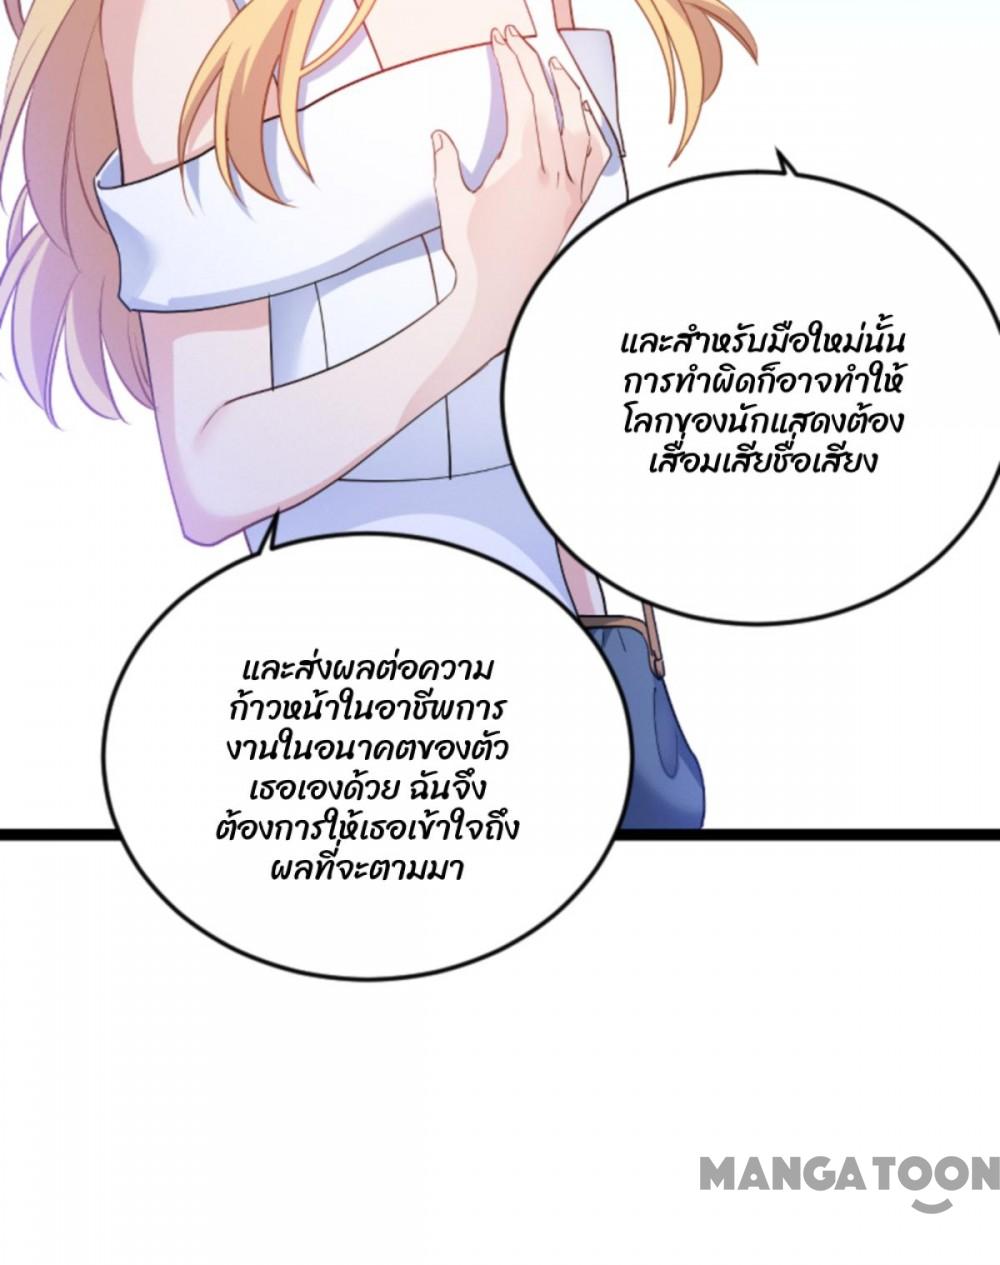 และสำหรับมือใหม่นั้น
การทำผิดก็อาจทำให้
โลกของนักแสดงต้อง
เสื่อมเสียชื่อเสียง
และส่งผลต่อความ
ก้าวหน้าในอาชีพการ
งานในอนาคตของตัว
เธอเองด้วย ฉันจึง
ต้องการให้เธอเข้าใจถึง
ผลที่จะตามมา
MANGATOON